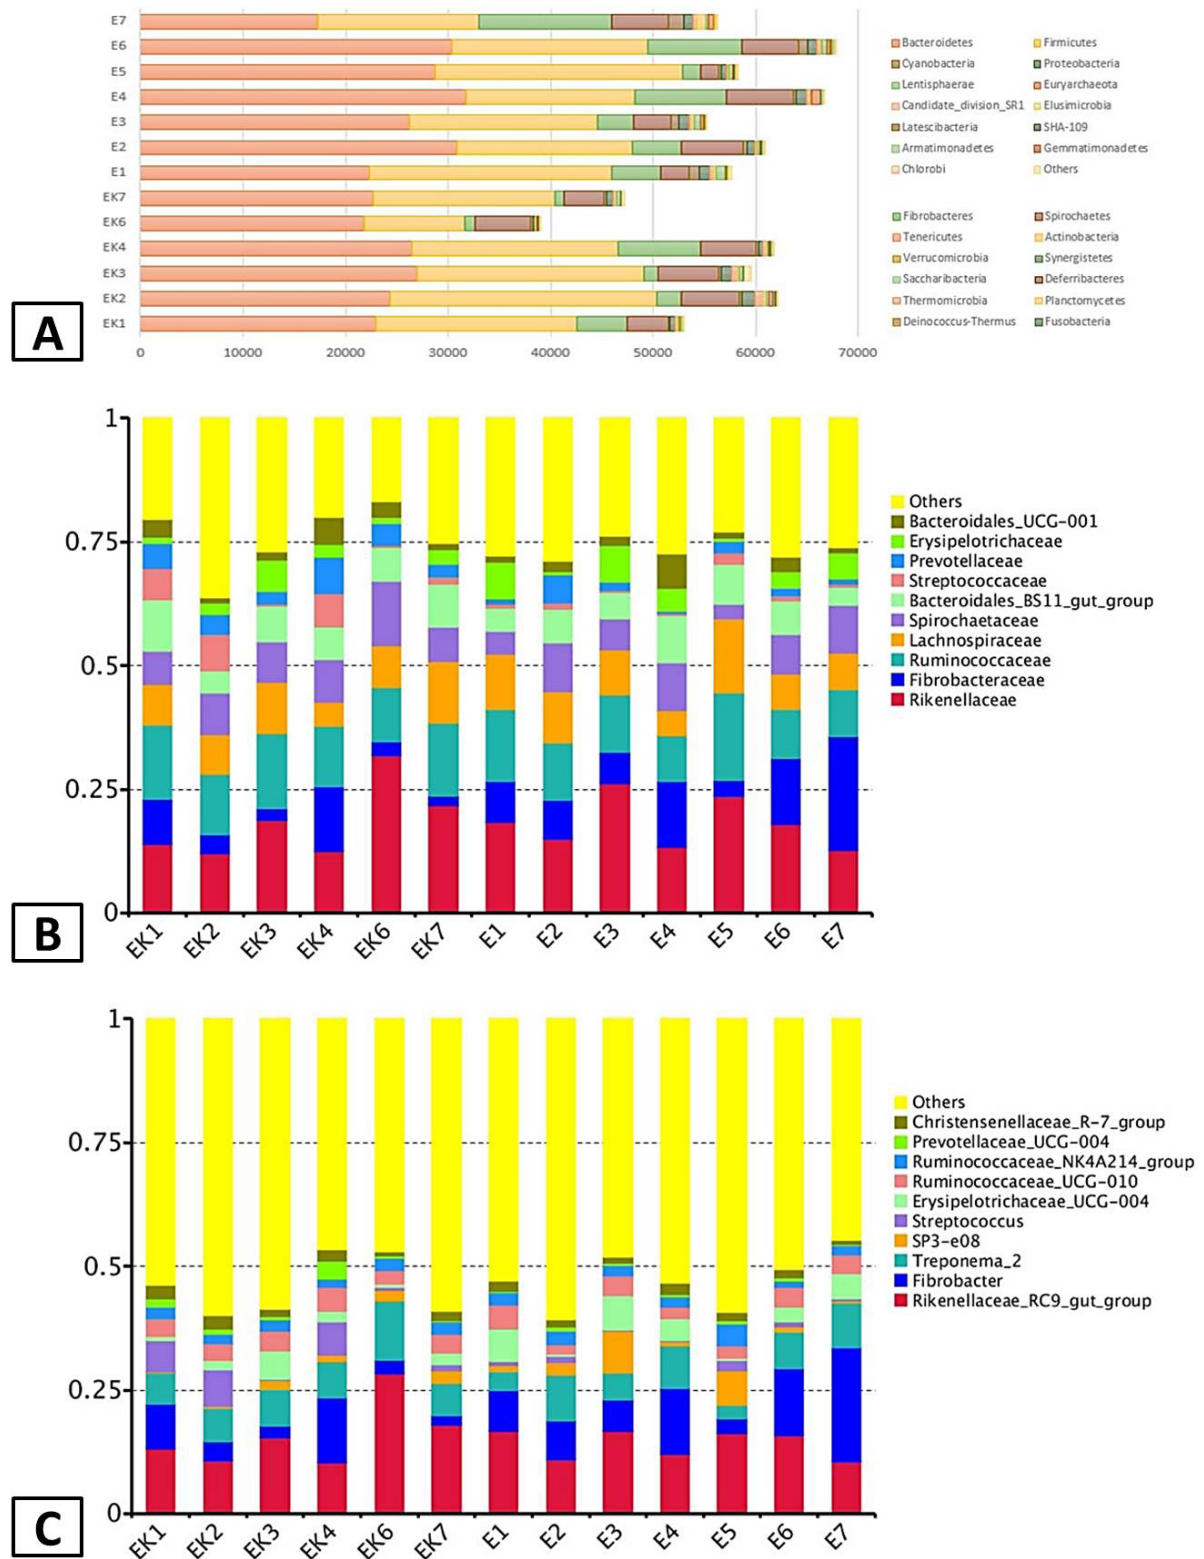 E7
E6
E5
E4
E3
E2
E1
EK7
EK6
EK4
EK3
EK2
EK1
0 10000 20000 30000 40000 50000 60000 70000
Bacteroidetes Firmicutes
Cyanobacteria Proteobacteria
Lentisphaerae Euryarchaeota
Candidate_division_SR1 Elusimicrobia
Latescibacteria SHA-109
Armatimonadetes Gemmatimonadetes
Chlorobi Others
Fibrobacteres Spirochaetes
Tenericutes Actinobacteria
Verrucomicrobia Synergistetes
Saccharibacteria Deferribacteres
Thermomicrobia Planctomycetes
Deinococcus-Thermus Fusobacteria
A
1
0.75
0.5
0.25
0
EK1 EK2 EK3 EK4 EK6 EK7 E1 E2 E3 E4 E5 E6 E7
Others
Bacteroidales_UCG-001
Erysipelotrichaceae
Prevotellaceae
Streptococcaceae
Bacteroidales_BS11_gut_group
Spirochaetaceae
Lachnospiraceae
Ruminococcaceae
Fibrobacteraceae
Rikenellaceae
B
1
0.75
0.5
0.25
0
EK1 EK2 EK3 EK4 EK6 EK7 E1 E2 E3 E4 E5 E6 E7
Others
Christensenellaceae_R-7_group
Prevotellaceae_UCG-004
Ruminococcaceae_NK4A214_group
Ruminococcaceae_UCG-010
Erysipelotrichaceae_UCG-004
Streptococcus
SP3-e08
Treponema_2
Fibrobacter
Rikenellaceae_RC9_gut_group
C